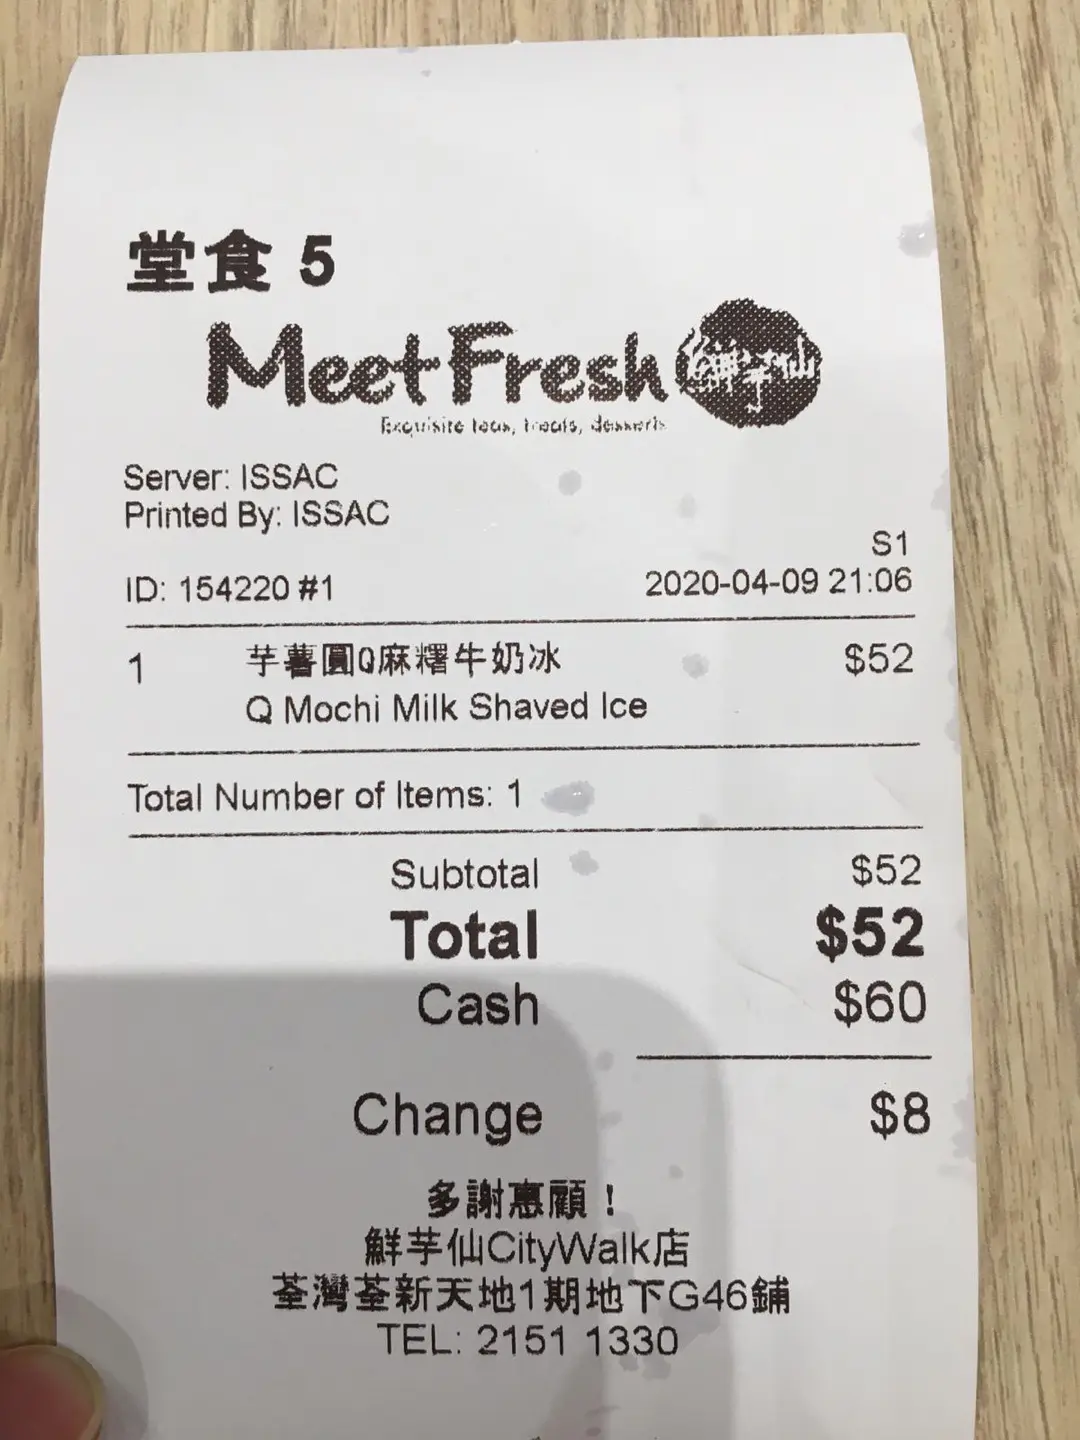 堂食 5
MeetFresh 鮮芋仙
Exquisite teas, treats, desserts
Server: ISSAC
Printed By: ISSAC
S1
ID: 154220 #1 2020-04-09 21:06
1 芋薯圓Q麻糬牛奶冰 $52
Q Mochi Milk Shaved Ice
Total Number of Items: 1
Subtotal $52
Total $52
Cash $60
Change $8
多謝惠顧！
鮮芋仙CityWalk店
荃灣荃新天地1期地下G46鋪
TEL: 2151 1330